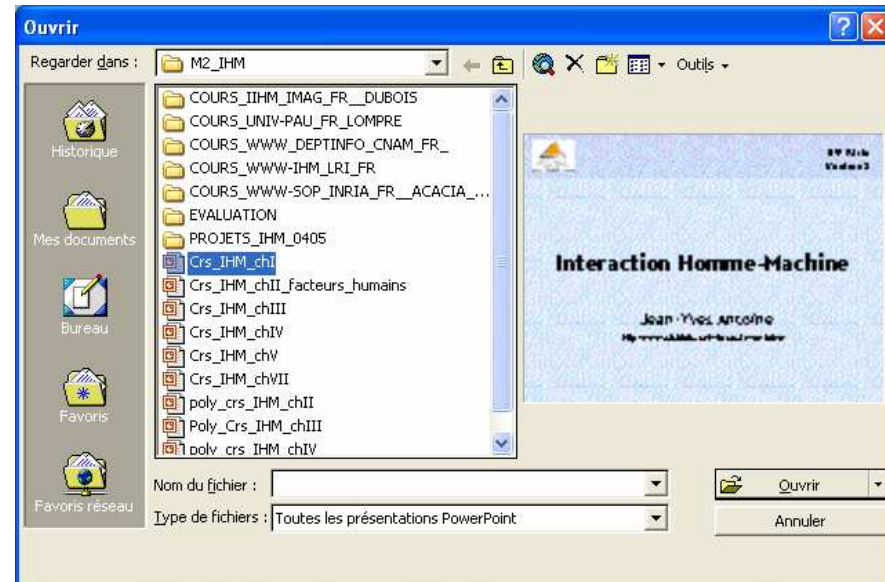 Ouvrir
Regarder dans :
M2_IHM
Outils
Historique
Mes documents
Bureau
Favoris
Favoris réseau
COURS_IIHM_IMAG_FR__DUBOIS
COURS_UNIV-PAU_FR_LOMPRE
COURS_WWW_DEPTINFO_CNAM_FR_
COURS_WWW-IHM_LRI_FR
COURS_WWW-SOP_INRIA_FR__ACACIA_...
EVALUATION
PROJETS_IHM_0405
Crs_IHM_chI
Crs_IHM_chII_facteurs_humains
Crs_IHM_chIII
Crs_IHM_chIV
Crs_IHM_chV
Crs_IHM_chVII
poly_crs_IHM_chII
Poly_Crs_IHM_chIII
poly_crs_IHM_chIV
Interaction Homme-Machine
Jean-Yves Antoine
Nom du fichier :
Ouvrir
Type de fichiers :
Toutes les présentations PowerPoint
Annuler